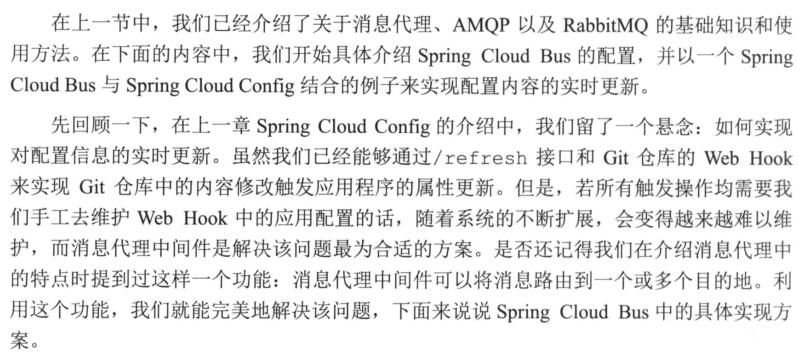 在上一节中，我们已经介绍了关于消息代理、AMQP 以及 RabbitMQ 的基础知识和使
用方法。在下面的内容中，我们开始具体介绍 Spring Cloud Bus 的配置，并以一个 Spring
Cloud Bus 与 Spring Cloud Config 结合的例子来实现配置内容的实时更新。
先回顾一下，在上一章 Spring Cloud Config 的介绍中，我们留了一个悬念：如何实现
对配置信息的实时更新。虽然我们已经能够通过/refresh 接口和 Git 仓库的 Web Hook
来实现 Git 仓库中的内容修改触发应用程序的属性更新。但是，若所有触发操作均需要我
们手工去维护 Web Hook 中的应用配置的话，随着系统的不断扩展，会变得越来越难以维
护，而消息代理中间件是解决该问题最为合适的方案。是否还记得我们在介绍消息代理中
的特点时提到过这样一个功能：消息代理中间件可以将消息路由到一个或多个目的地。利
用这个功能，我们就能完美地解决该问题，下面来说说 Spring Cloud Bus 中的具体实现方
案。